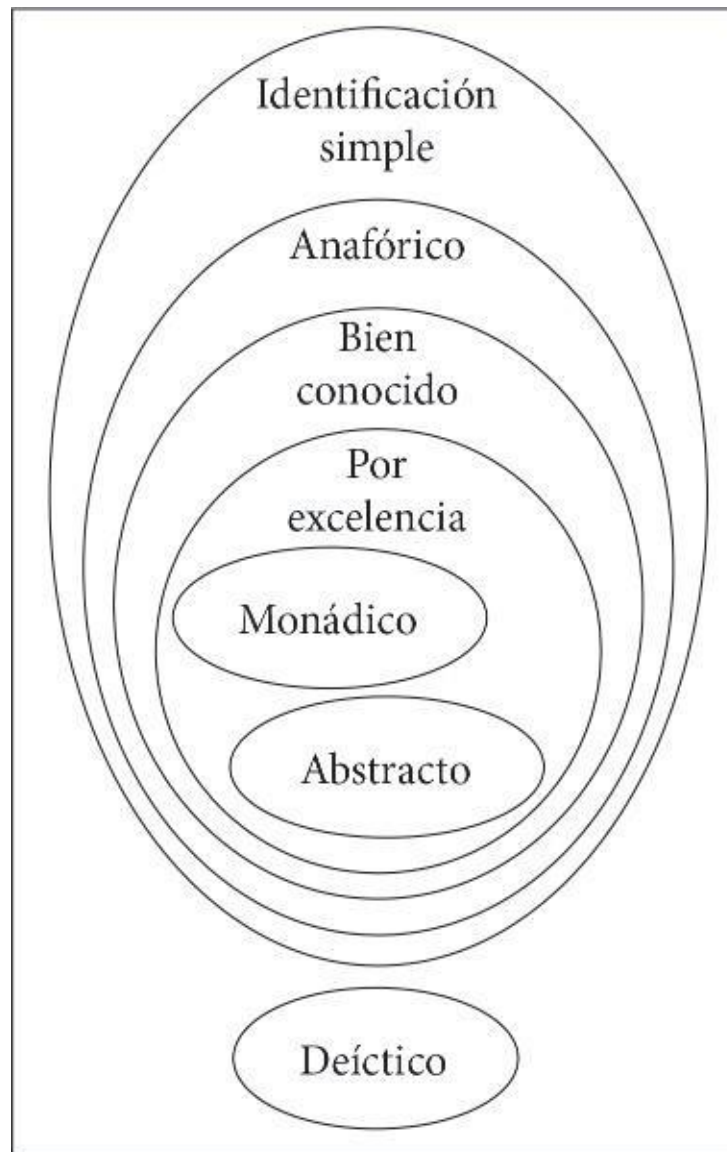 Identificación
simple
Anafórico
Bien
conocido
Por
excelencia
Monádico
Abstracto
Deíctico